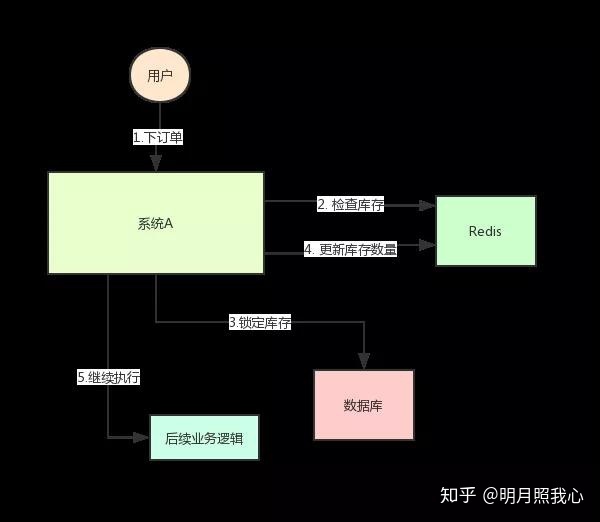 用户
1.下订单
系统A
2. 检查库存
Redis
4. 更新库存数量
3.锁定库存
5.继续执行
数据库
后续业务逻辑
知乎 @明月照我心